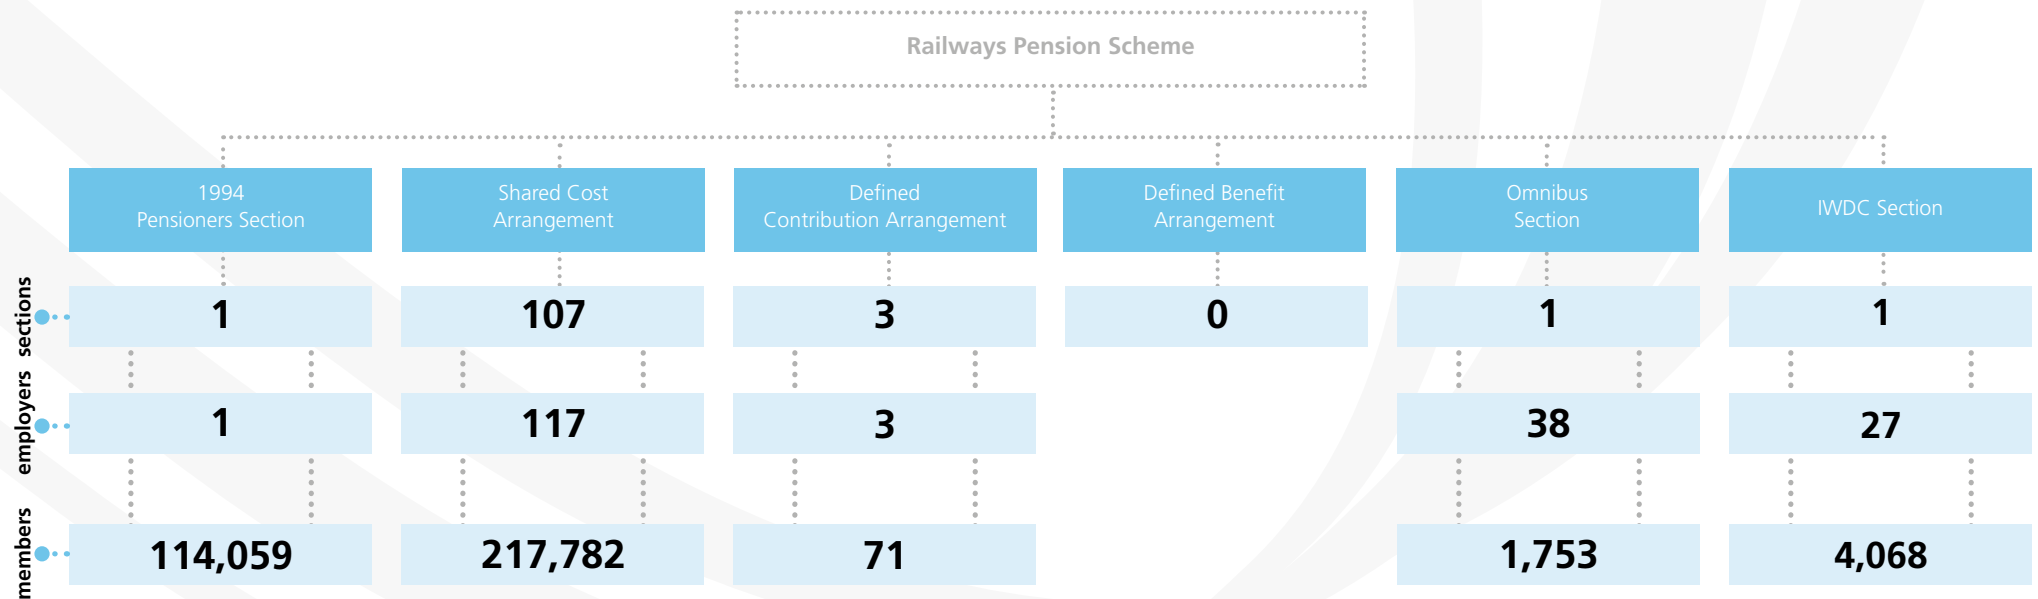 Railways Pension Scheme
1994
Pensioners Section
Shared Cost
Arrangement
Defined
Contribution Arrangement
Defined Benefit
Arrangement
Omnibus
Section
IWDC Section
sections
1
107
3
0
1
1
employers
1
117
3
38
27
members
114,059
217,782
71
1,753
4,068